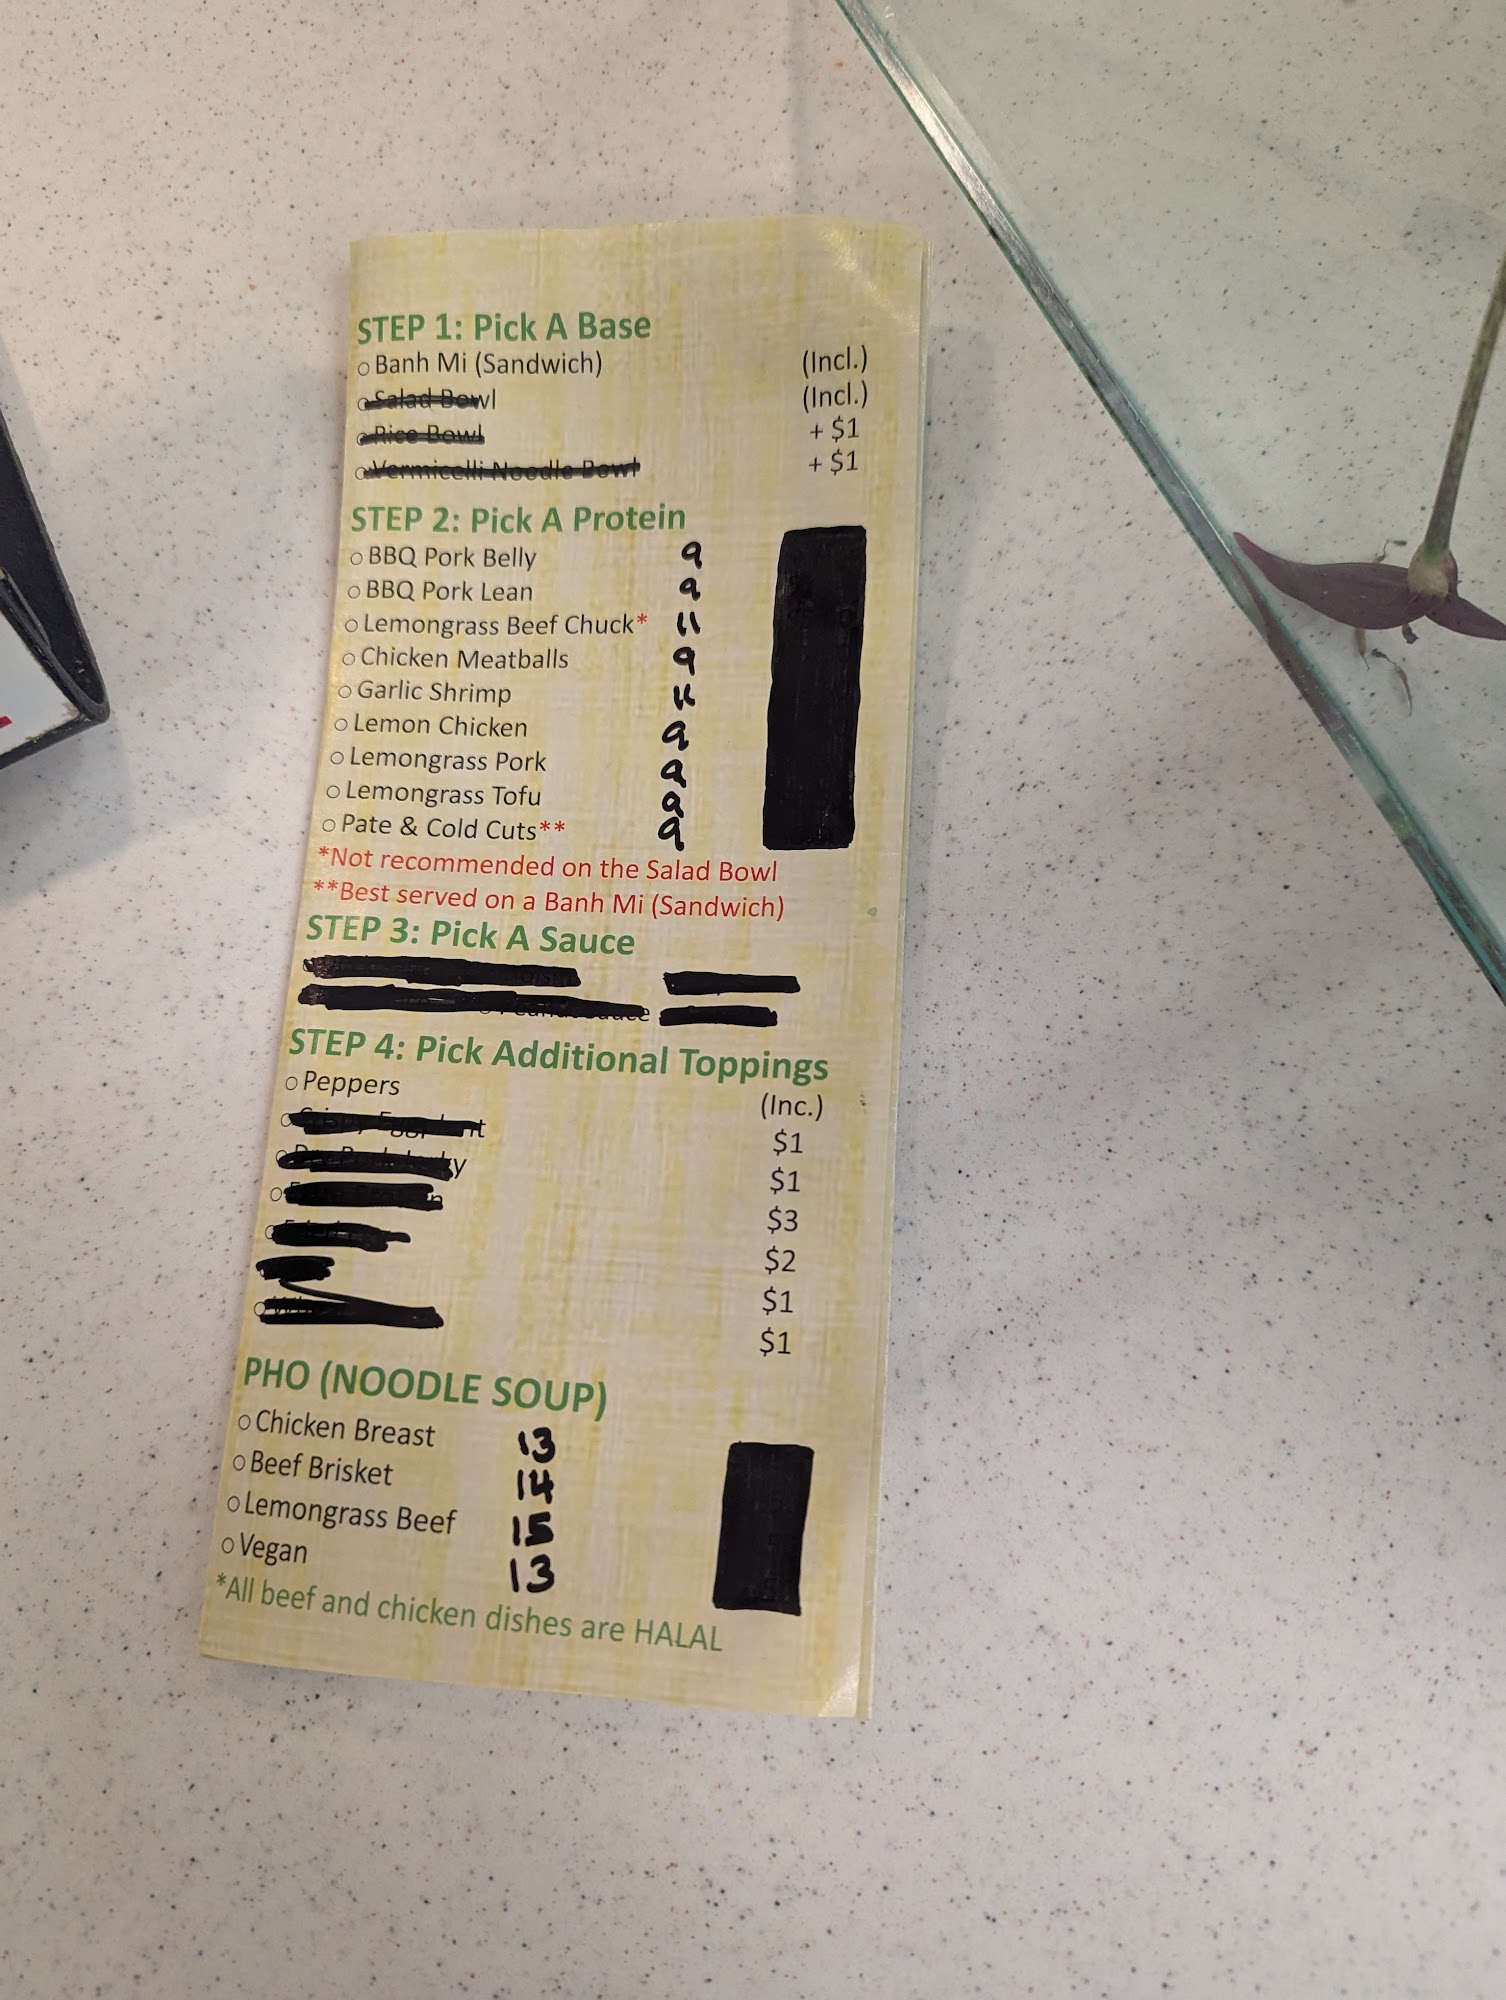 STEP 1: Pick A Base
Banh Mi (Sandwich) (Incl.)
Salad Bowl (Incl.)
Rice Bowl + $1
Vermicelli Noodle Bowl + $1
STEP 2: Pick A Protein
BBQ Pork Belly 9
BBQ Pork Lean 9
Lemongrass Beef Chuck* 11
Chicken Meatballs 9
Garlic Shrimp 11
Lemon Chicken 9
Lemongrass Pork 9
Lemongrass Tofu 9
Pate & Cold Cuts** 9
*Not recommended on the Salad Bowl
**Best served on a Banh Mi (Sandwich)
STEP 3: Pick A Sauce
STEP 4: Pick Additional Toppings
Peppers (Inc.)
$1
$1
$3
$2
$1
$1
PHO (NOODLE SOUP)
Chicken Breast 13
Beef Brisket 14
Lemongrass Beef 15
Vegan 13
*All beef and chicken dishes are HALAL